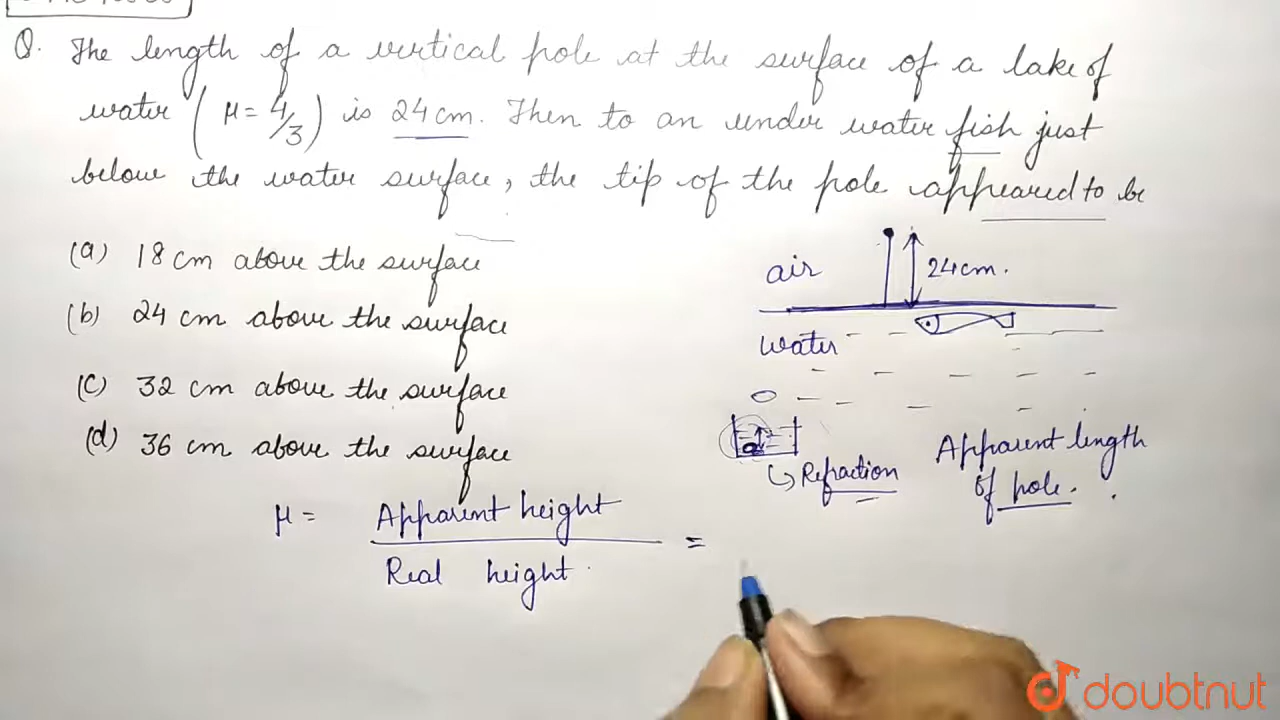 Q. The length of a vertical pole at the surface of a lake of
water (μ = 4/3) is 24 cm. Then to an under water fish just
below the water surface, the tip of the pole appeared to be
(a) 18 cm above the surface
(b) 24 cm above the surface
(c) 32 cm above the surface
(d) 36 cm above the surface
air
24cm.
water
Refraction
Apparent length
of pole.
μ = Apparent height / Real height =
doubtnut